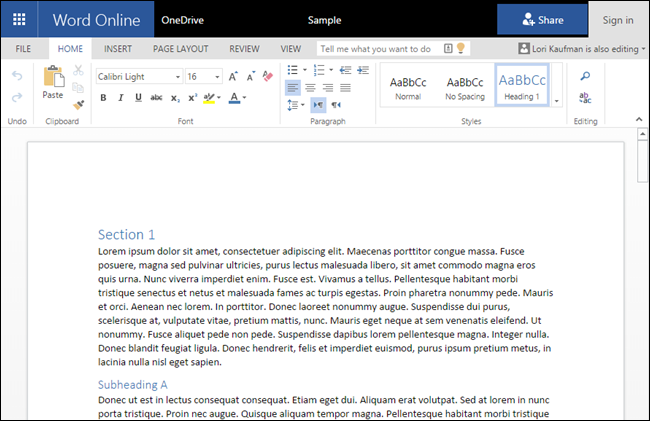 Word Online OneDrive Sample Share Sign in
FILE HOME INSERT PAGE LAYOUT REVIEW VIEW Tell me what you want to do Lori Kaufman is also editing
Paste
Calibri Light 16 A A A
B I U abc x₂ x² ab A
AaBbCc AaBbCc AaBbCc
Normal No Spacing Heading 1
ab
ac
Undo Clipboard Font Paragraph Styles Editing
Section 1
Lorem ipsum dolor sit amet, consectetuer adipiscing elit. Maecenas porttitor congue massa. Fusce
posuere, magna sed pulvinar ultricies, purus lectus malesuada libero, sit amet commodo magna eros
quis urna. Nunc viverra imperdiet enim. Fusce est. Vivamus a tellus. Pellentesque habitant morbi
tristique senectus et netus et malesuada fames ac turpis egestas. Proin pharetra nonummy pede. Mauris
et orci. Aenean nec lorem. In porttitor. Donec laoreet nonummy augue. Suspendisse dui purus,
scelerisque at, vulputate vitae, pretium mattis, nunc. Mauris eget neque at sem venenatis eleifend. Ut
nonummy. Fusce aliquet pede non pede. Suspendisse dapibus lorem pellentesque magna. Integer nulla.
Donec blandit feugiat ligula. Donec hendrerit, felis et imperdiet euismod, purus ipsum pretium metus, in
lacinia nulla nisl eget sapien.
Subheading A
Donec ut est in lectus consequat consequat. Etiam eget dui. Aliquam erat volutpat. Sed at lorem in nunc
porta tristique. Proin nec augue. Quisque aliquam tempor magna. Pellentesque habitant morbi tristique